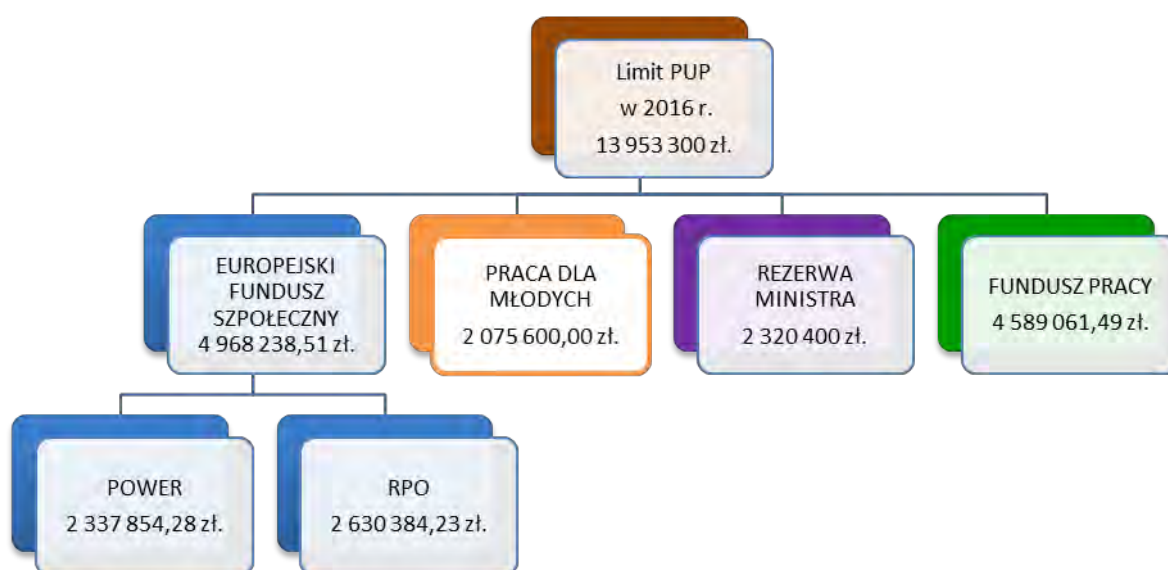 Limit PUP
w 2016 r.
13 953 300 zł.
EUROPEJSKI
FUNDUSZ
SZPOŁECZNY
4 968 238,51 zł.
PRACA DLA
MŁODYCH
2 075 600,00 zł.
REZERWA
MINISTRA
2 320 400 zł.
FUNDUSZ PRACY
4 589 061,49 zł.
POWER
2 337 854,28 zł.
RPO
2 630 384,23 zł.